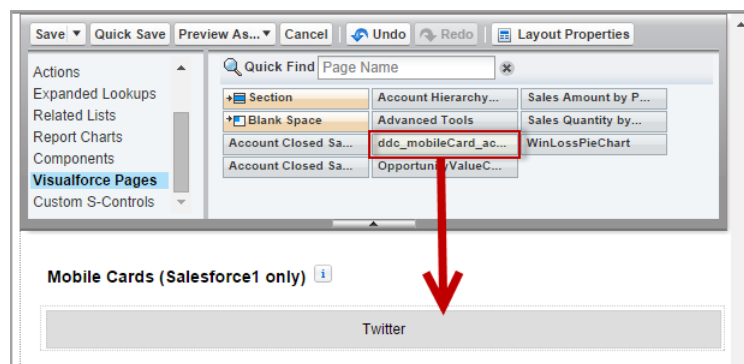 Save Quick Save Preview As... Cancel Undo Redo Layout Properties
Actions
Expanded Lookups
Related Lists
Report Charts
Components
Visualforce Pages
Custom S-Controls
Quick Find Page Name
Section Account Hierarchy... Sales Amount by P...
Blank Space Advanced Tools Sales Quantity by...
Account Closed Sa... ddc_mobileCard_ac... WinLossPieChart
Account Closed Sa... OpportunityValueC...
Mobile Cards (Salesforce1 only) i
Twitter